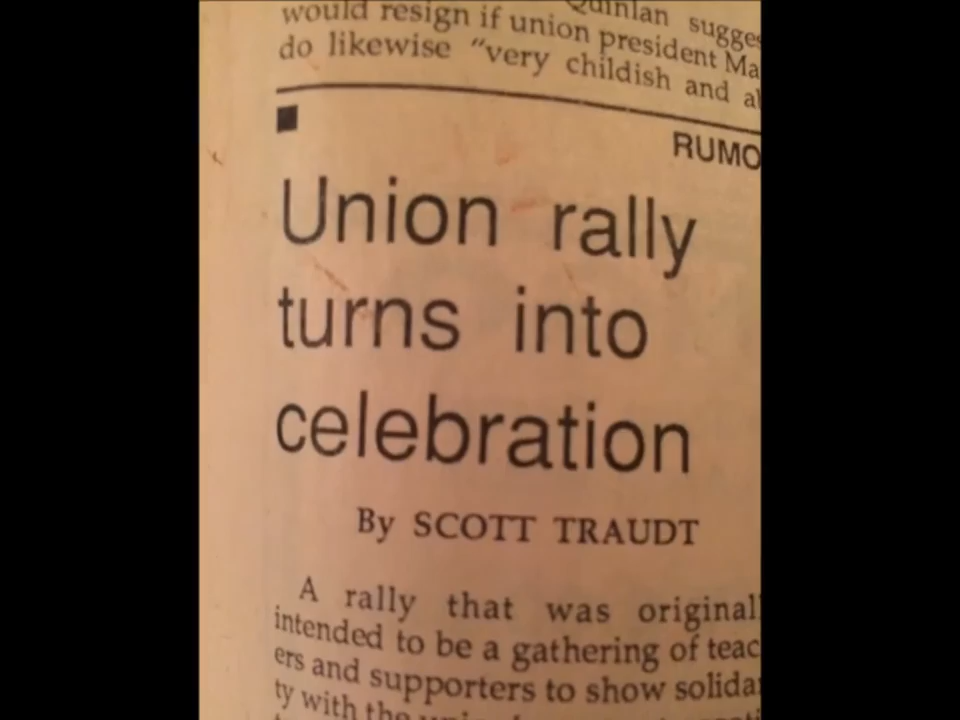 Quinlan sugges
would resign if union president Ma
do likewise "very childish and al
RUMO
Union rally
turns into
celebration
By SCOTT TRAUDT
A rally that was original
intended to be a gathering of teac
ers and supporters to show solidar
ty with the